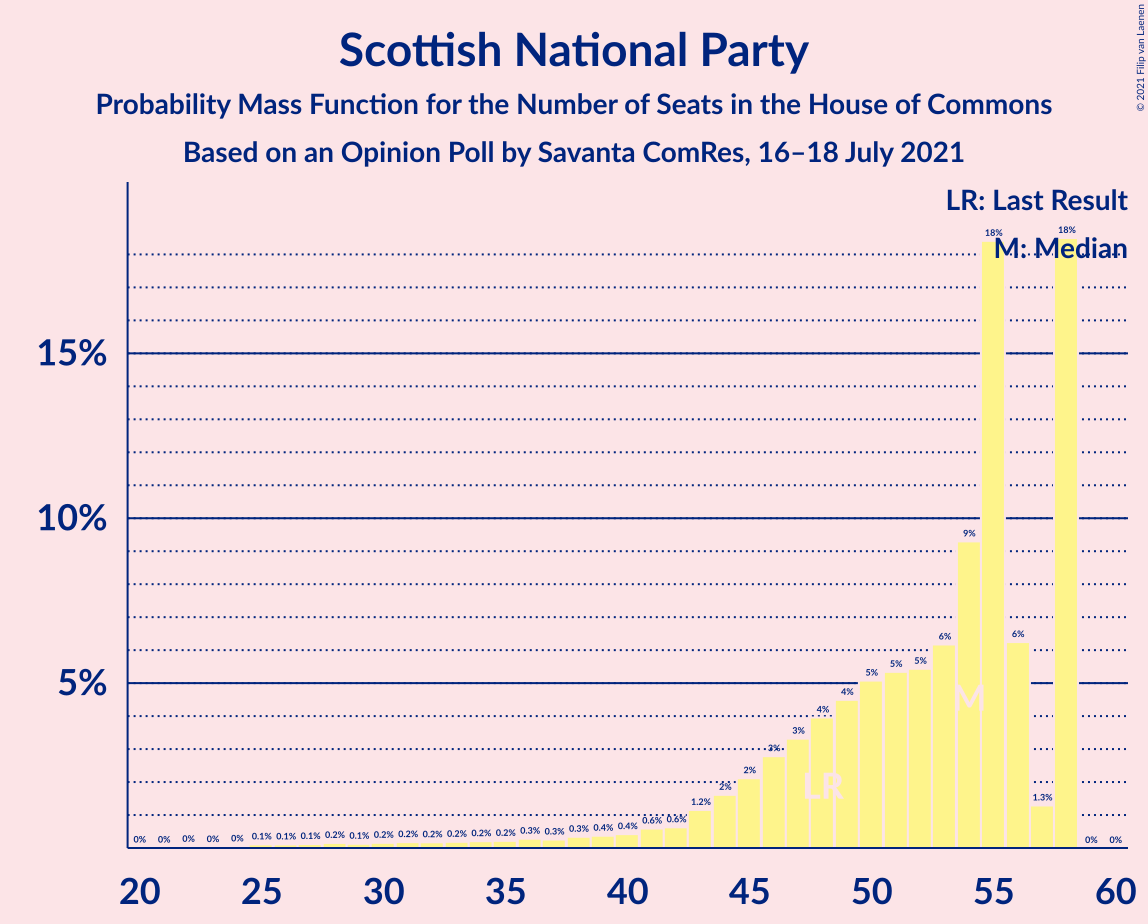 Scottish National Party
Probability Mass Function for the Number of Seats in the House of Commons
Based on an Opinion Poll by Savanta ComRes, 16–18 July 2021
© 2021 Filip van Laenen
LR: Last Result
M: Median
15%
10%
5%
0% 0% 0% 0% 0% 0.1% 0.1% 0.1% 0.2% 0.1% 0.2% 0.2% 0.2% 0.2% 0.2% 0.2% 0.3% 0.3% 0.3% 0.4% 0.4% 0.6% 0.6% 1.2% 2% 2% 3% 3% 4% 4% 5% 5% 5% 6% 9% 18% 6% 1.3% 18% 0% 0%
LR
M
20 25 30 35 40 45 50 55 60